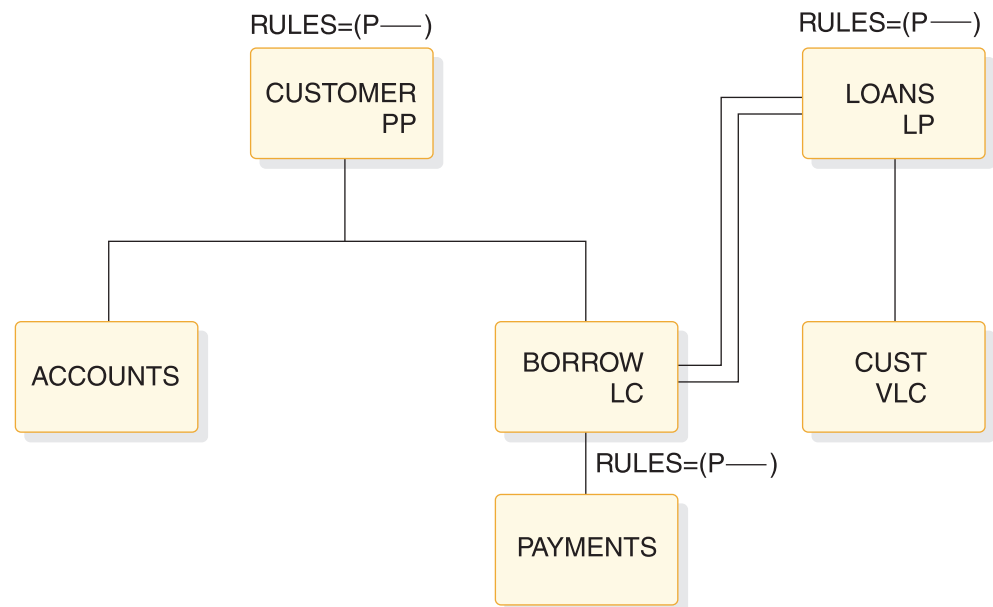 RULES=(P——)
CUSTOMER
PP
RULES=(P——)
LOANS
LP
ACCOUNTS
BORROW
LC
CUST
VLC
RULES=(P——)
PAYMENTS